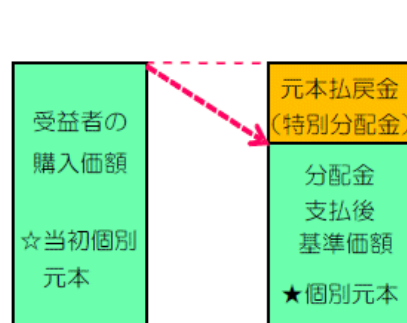 受益者の
購入価額
☆当初個別
元本
元本払戻金
(特別分配金)
分配金
支払後
基準価額
★個別元本